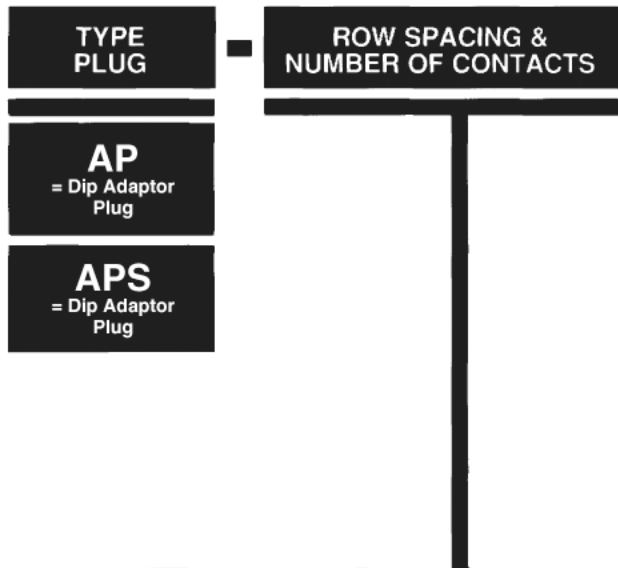 TYPE
PLUG
ROW SPACING &
NUMBER OF CONTACTS
AP
= Dip Adaptor
Plug
APS
= Dip Adaptor
Plug